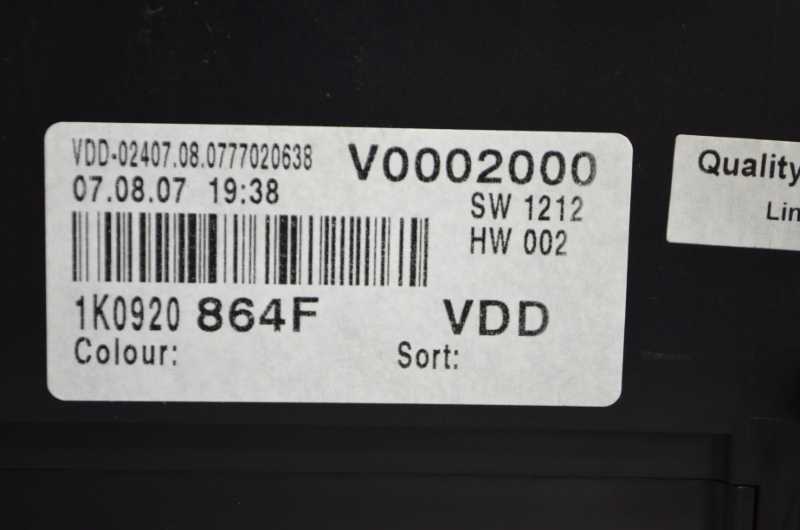 VDD-02407.08.0777020638 V0002000
07.08.07 19:38 SW 1212
HW 002
1K0920 864F VDD
Colour: Sort:
Quality
Lin